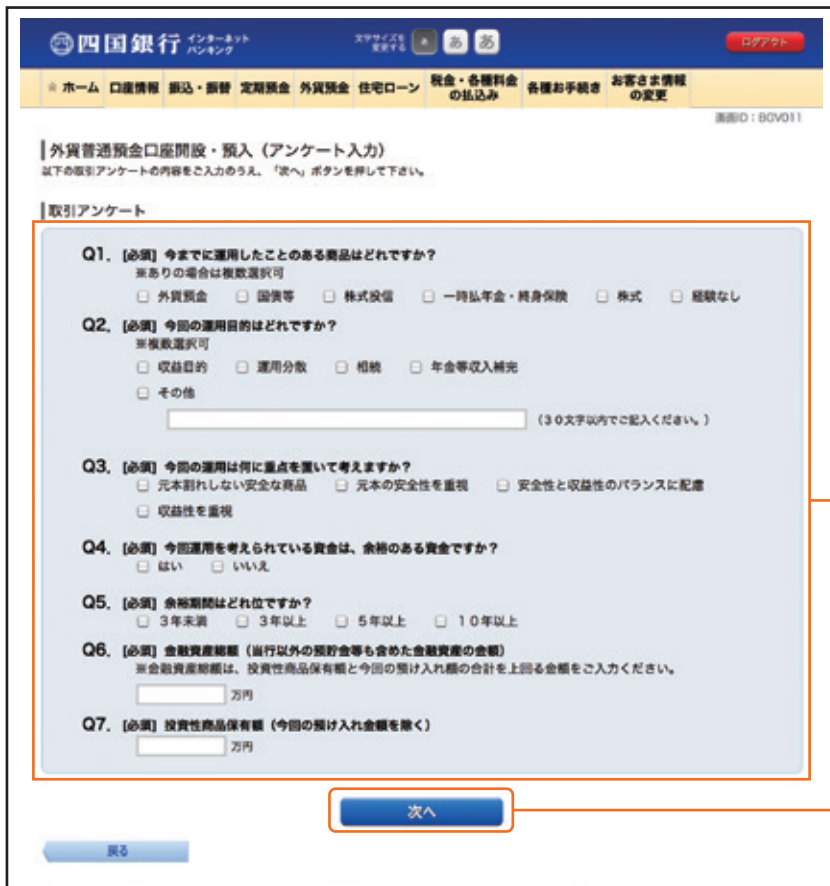 四国銀行 インターネットバンキング
文字サイズを変更する あ あ あ
ログアウト
ホーム 口座情報 振込・振替 定期預金 外貨預金 住宅ローン 税金・各種料金の払込み 各種お手続き お客さま情報の変更
画面ID：BGV011
外貨普通預金口座開設・預入（アンケート入力）
以下の取引アンケートの内容をご入力のうえ、「次へ」ボタンを押して下さい。
取引アンケート
Q1. [必須] 今までに運用したことのある商品はどれですか？
※ありの場合は複数選択可
外貨預金 国債等 株式投信 一時払年金・終身保険 株式 経験なし
Q2. [必須] 今回の運用目的はどれですか？
※複数選択可
収益目的 運用分散 相続 年金等収入補完
その他
（３０文字以内でご記入ください。）
Q3. [必須] 今回の運用は何に重点を置いて考えますか？
元本割れしない安全な商品 元本の安全性を重視 安全性と収益性のバランスに配慮
収益性を重視
Q4. [必須] 今回運用を考えられている資金は、余裕のある資金ですか？
はい いいえ
Q5. [必須] 余裕期間はどれ位ですか？
３年未満 ３年以上 ５年以上 １０年以上
Q6. [必須] 金融資産総額（当行以外の預貯金等も含めた金融資産の金額）
※金融資産総額は、投資性商品保有額と今回の預け入れ額の合計を上回る金額をご入力ください。
万円
Q7. [必須] 投資性商品保有額（今回の預け入れ金額を除く）
万円
次へ
戻る